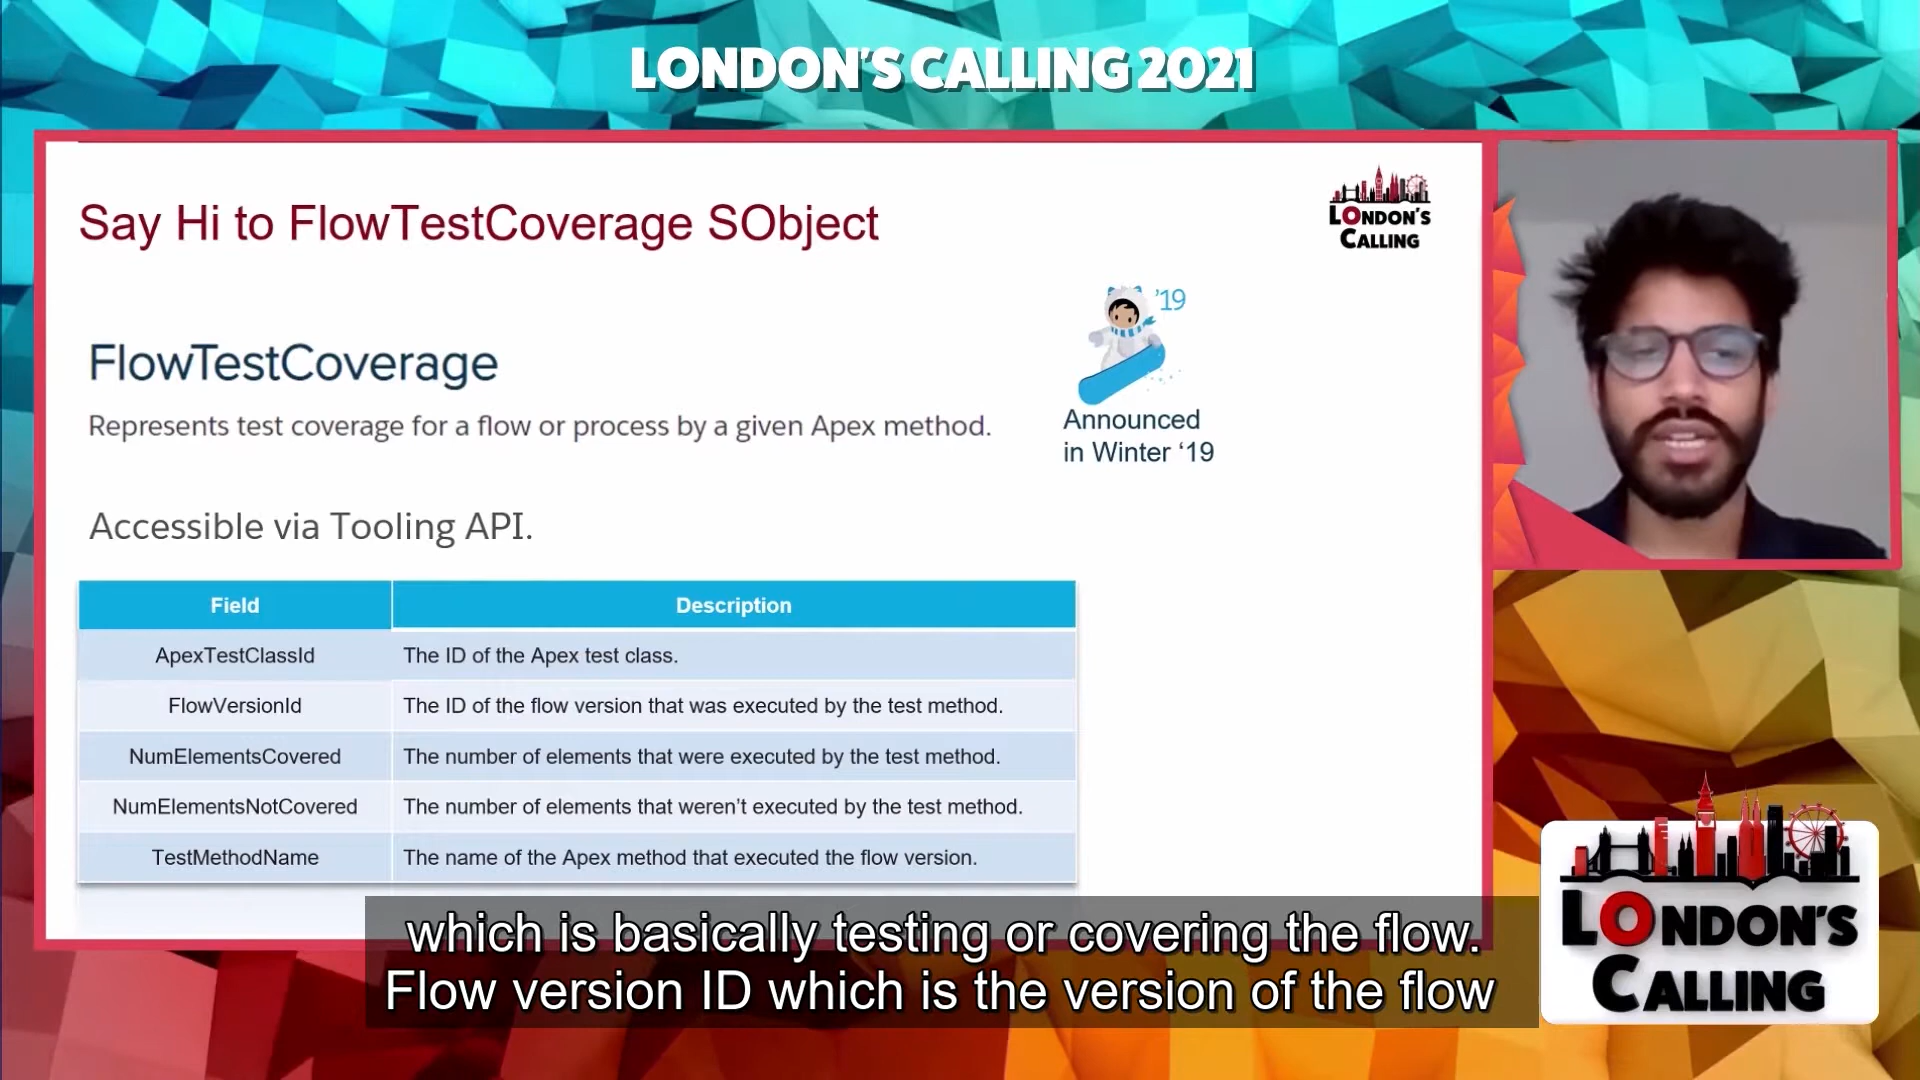 LONDON'S CALLING 2021
Say Hi to FlowTestCoverage SObject
LONDON'S
CALLING
'19
FlowTestCoverage
Represents test coverage for a flow or process by a given Apex method.
Announced
in Winter ‘19
Accessible via Tooling API.
Field Description
ApexTestClassId The ID of the Apex test class.
FlowVersionId The ID of the flow version that was executed by the test method.
NumElementsCovered The number of elements that were executed by the test method.
NumElementsNotCovered The number of elements that weren’t executed by the test method.
TestMethodName The name of the Apex method that executed the flow version.
which is basically testing or covering the flow.
Flow version ID which is the version of the flow
LONDON'S
CALLING